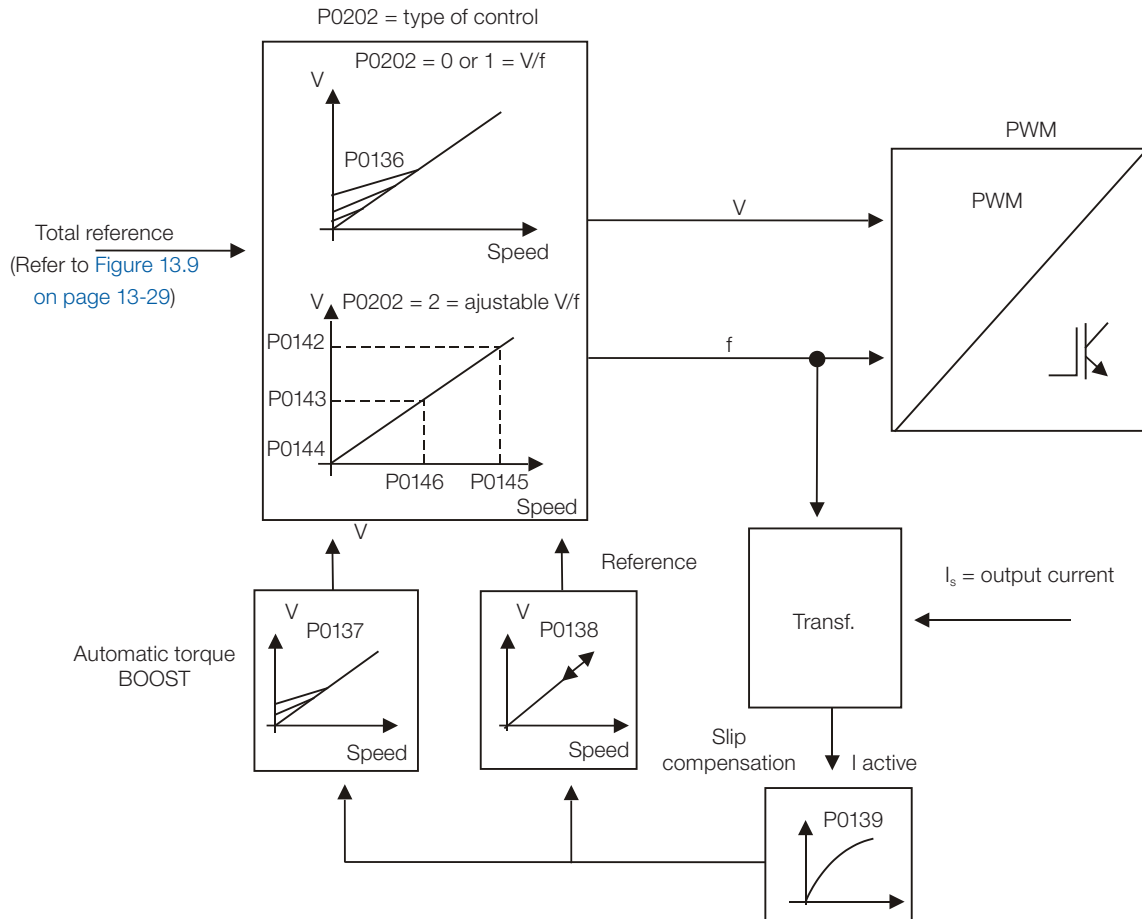 P0202 = type of control
P0202 = 0 or 1 = V/f
V
P0136
Speed
Total reference
(Refer to Figure 13.9
on page 13-29)
V
P0202 = 2 = ajustable V/f
P0142
P0143
P0144
P0146
P0145
Speed
V
f
PWM
PWM
V
Reference
V
P0137
Speed
Automatic torque
BOOST
V
P0138
Speed
Transf.
Is = output current
Slip
compensation
I active
P0139